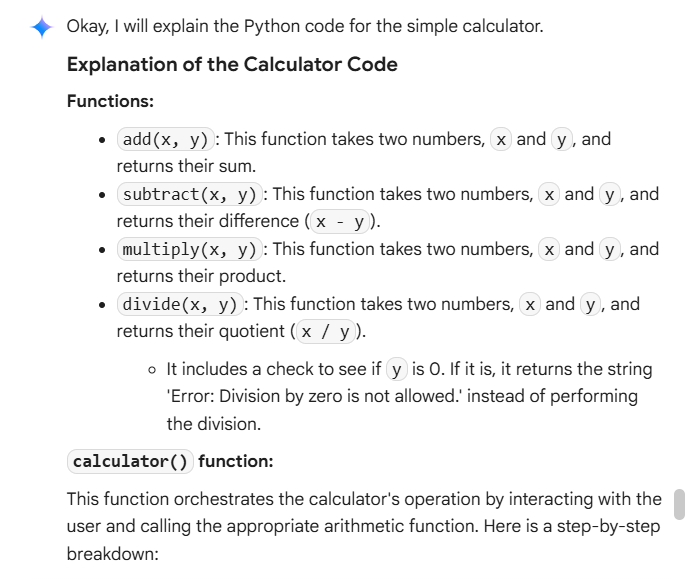 Okay, I will explain the Python code for the simple calculator.
Explanation of the Calculator Code
Functions:
• add(x, y): This function takes two numbers, x and y, and
returns their sum.
• subtract(x, y): This function takes two numbers, x and y, and
returns their difference (x - y).
• multiply(x, y): This function takes two numbers, x and y, and
returns their product.
• divide(x, y): This function takes two numbers, x and y, and
returns their quotient (x / y).
○ It includes a check to see if y is 0. If it is, it returns the string
'Error: Division by zero is not allowed.' instead of performing
the division.
calculator() function:
This function orchestrates the calculator's operation by interacting with the
user and calling the appropriate arithmetic function. Here is a step-by-step
breakdown: